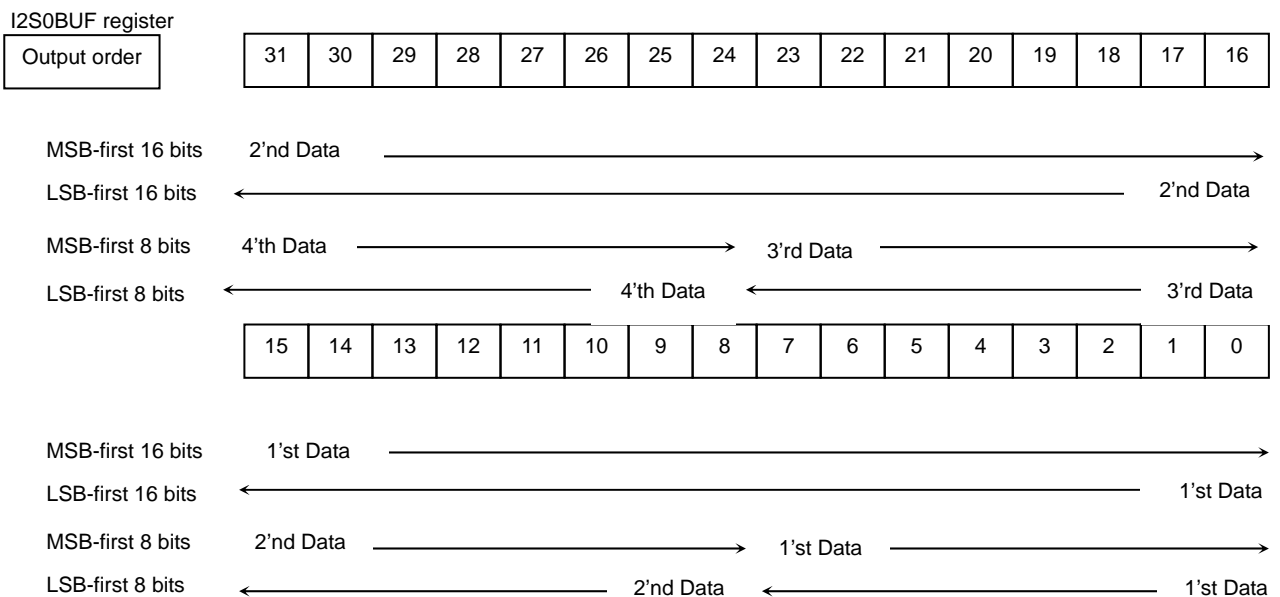 I2S0BUF register
Output order
31 30 29 28 27 26 25 24 23 22 21 20 19 18 17 16
MSB-first 16 bits 2'nd Data
LSB-first 16 bits 2'nd Data
MSB-first 8 bits 4'th Data 3'rd Data
LSB-first 8 bits 4'th Data 3'rd Data
15 14 13 12 11 10 9 8 7 6 5 4 3 2 1 0
MSB-first 16 bits 1'st Data
LSB-first 16 bits 1'st Data
MSB-first 8 bits 2'nd Data 1'st Data
LSB-first 8 bits 2'nd Data 1'st Data